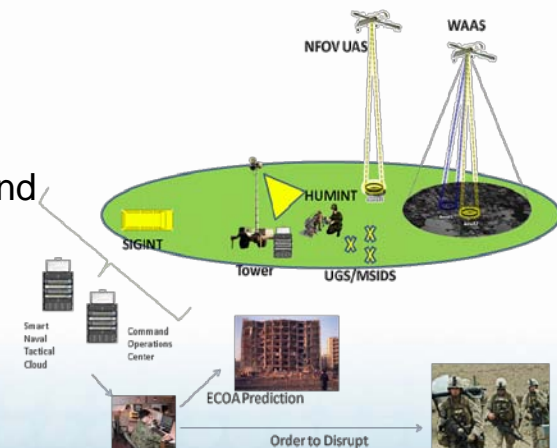 WAAS
NFOV UAS
nd
HUMINT
SIGINT
Tower
UGS/MSIDS
Smart
Naval
Tactical
Cloud
Command
Operations
Center
ECOA Prediction
Order to Disrupt